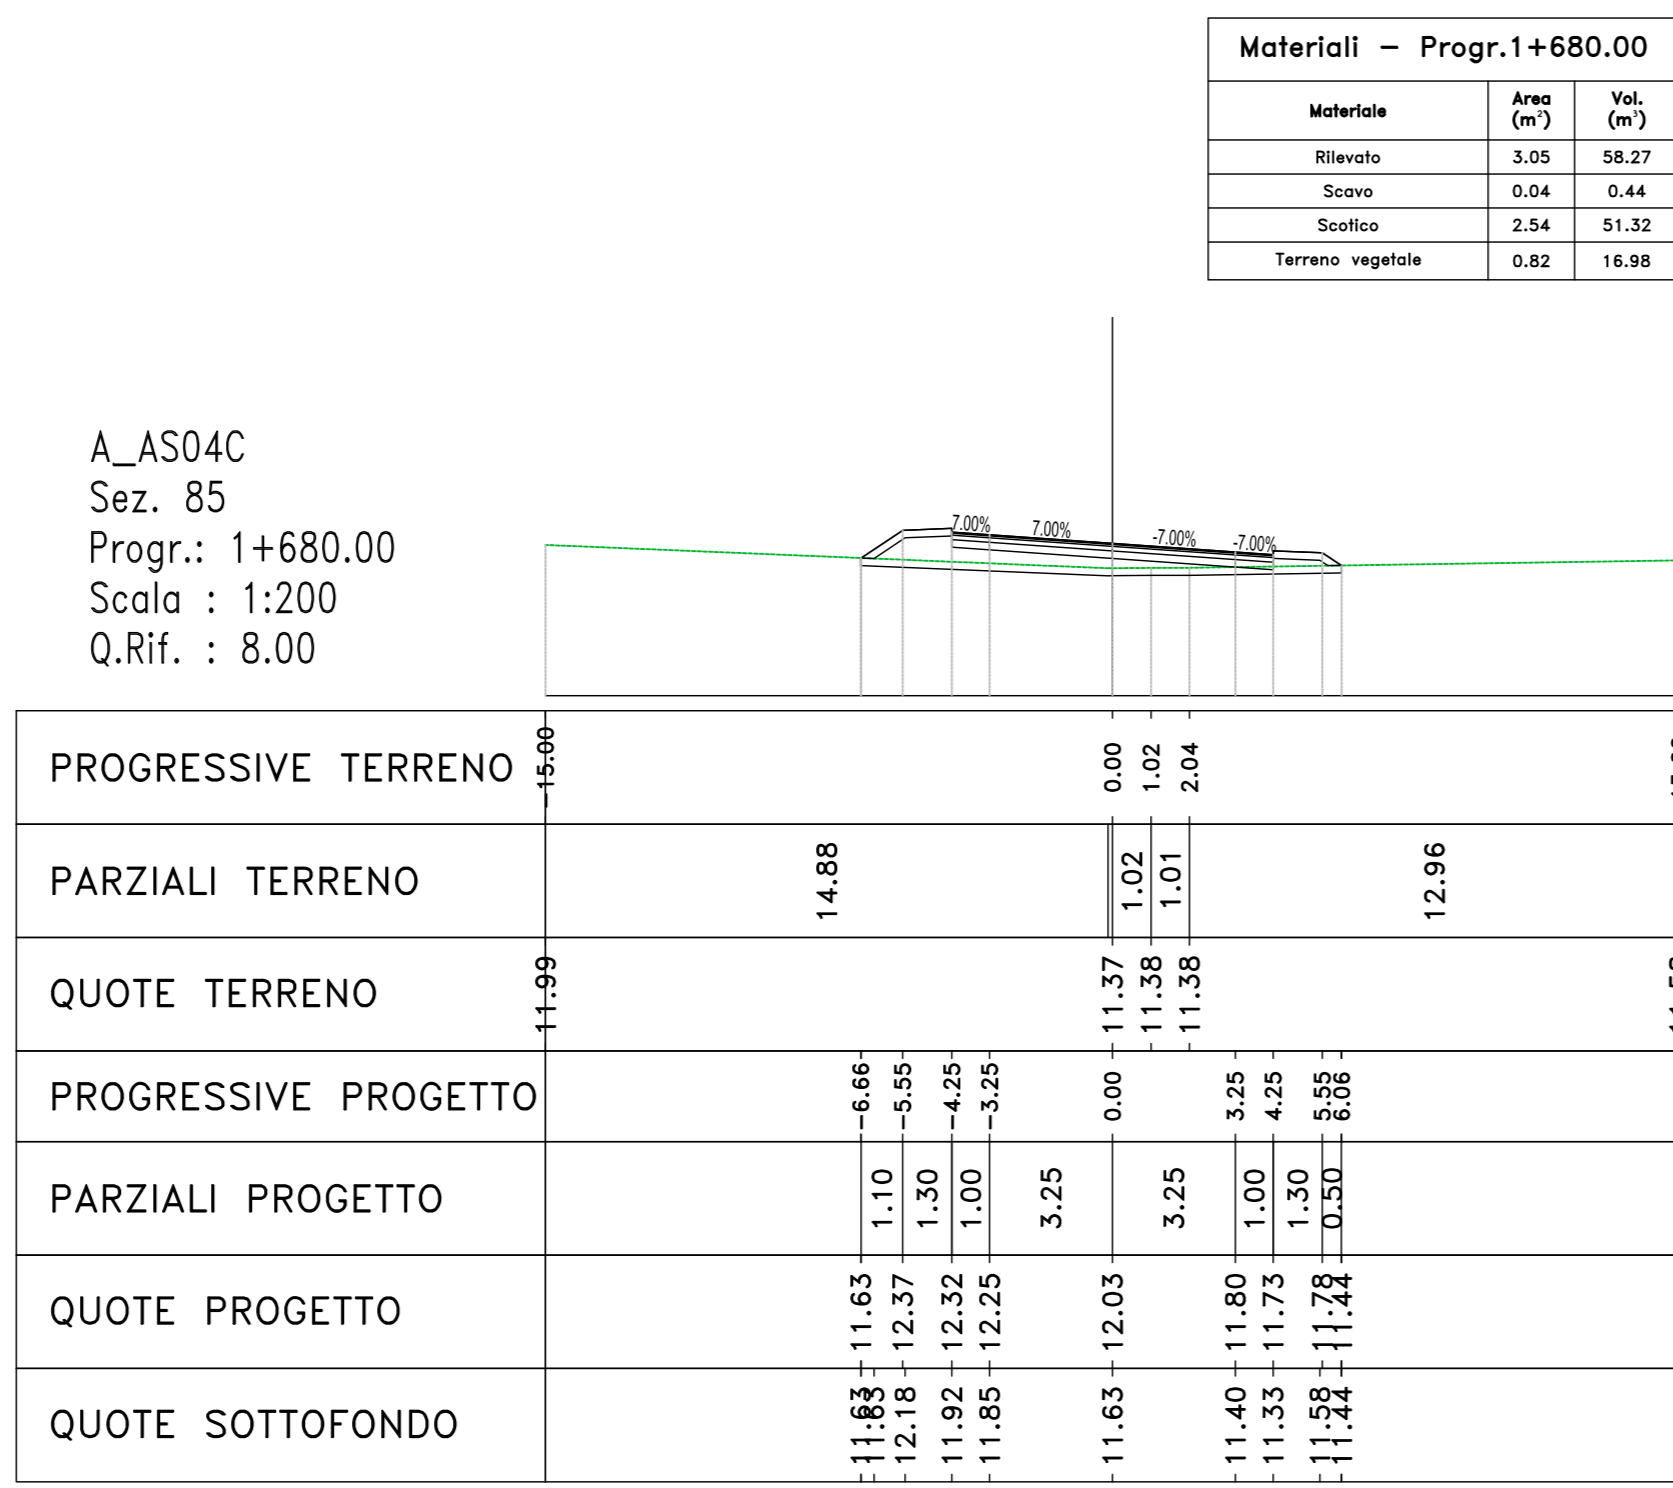 Materiali – Progr.1+680.00
Materiale Area (m²) Vol. (m³)
Rilevato 3.05 58.27
Scavo 0.04 0.44
Scotico 2.54 51.32
Terreno vegetale 0.82 16.98
A_AS04C
Sez. 85
Progr.: 1+680.00
Scala : 1:200
Q.Rif. : 8.00
7.00% 7.00% -7.00% -7.00%
PROGRESSIVE TERRENO -15.00 0.00 1.02 2.04
PARZIALI TERRENO 14.88 1.02 1.01 12.96
QUOTE TERRENO 11.99 11.37 11.38 11.38
PROGRESSIVE PROGETTO -6.66 -5.55 -4.25 -3.25 0.00 3.25 4.25 5.55 6.06
PARZIALI PROGETTO 1.10 1.30 1.00 3.25 3.25 1.00 1.30 0.50
QUOTE PROGETTO 11.63 12.37 12.32 12.25 12.03 11.80 11.73 11.78 11.44
QUOTE SOTTOFONDO 11.63 11.63 12.18 11.92 11.85 11.63 11.40 11.33 11.58 11.44